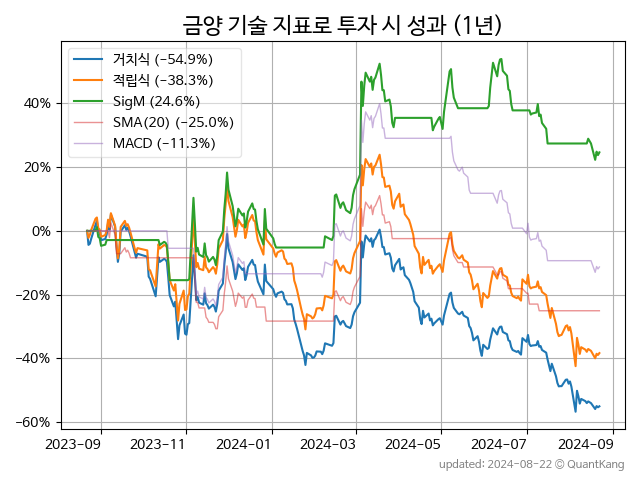 금양 기술 지표로 투자 시 성과 (1년)
거치식 (−54.9%)
적립식 (−38.3%)
SigM (24.6%)
SMA(20) (−25.0%)
MACD (−11.3%)
40%
20%
0%
−20%
−40%
−60%
2023-09 2023-11 2024-01 2024-03 2024-05 2024-07 2024-09
updated: 2024-08-22 © QuantKang